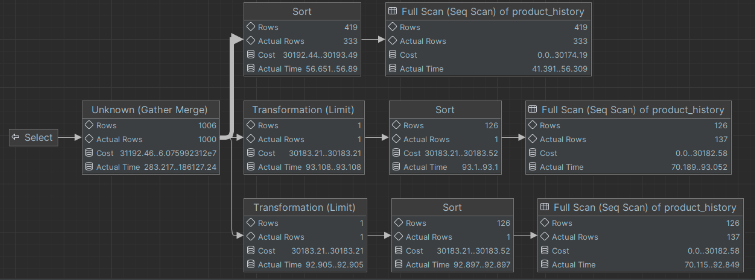 Sort
Rows 419
Actual Rows 333
Cost 30192.44..30193.49
Actual Time 56.651..56.89
Full Scan (Seq Scan) of product_history
Rows 419
Actual Rows 333
Cost 0.0..30174.19
Actual Time 41.391..56.309
Select
Unknown (Gather Merge)
Rows 1006
Actual Rows 1000
Cost 31192.46..6.075992312e7
Actual Time 283.217..186127.24
Transformation (Limit)
Rows 1
Actual Rows 1
Cost 30183.21..30183.21
Actual Time 93.108..93.108
Sort
Rows 126
Actual Rows 1
Cost 30183.21..30183.52
Actual Time 93.1..93.1
Full Scan (Seq Scan) of product_history
Rows 126
Actual Rows 137
Cost 0.0..30182.58
Actual Time 70.189..93.052
Transformation (Limit)
Rows 1
Actual Rows 1
Cost 30183.21..30183.21
Actual Time 92.905..92.905
Sort
Rows 126
Actual Rows 1
Cost 30183.21..30183.52
Actual Time 92.897..92.897
Full Scan (Seq Scan) of product_history
Rows 126
Actual Rows 137
Cost 0.0..30182.58
Actual Time 70.115..92.849